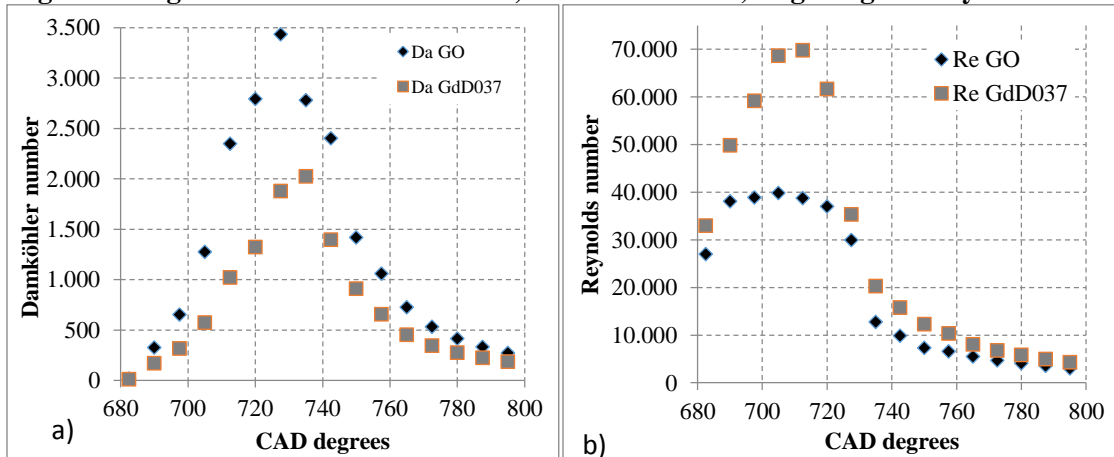 3.500
3.000
2.500
2.000
1.500
1.000
500
0
Damköhler number
Da GO
Da GdD037
680 700 720 740 760 780 800
a)
CAD degrees
70.000
60.000
50.000
40.000
30.000
20.000
10.000
0
Reynolds number
Re GO
Re GdD037
680 700 720 740 760 780 800
b)
CAD degrees